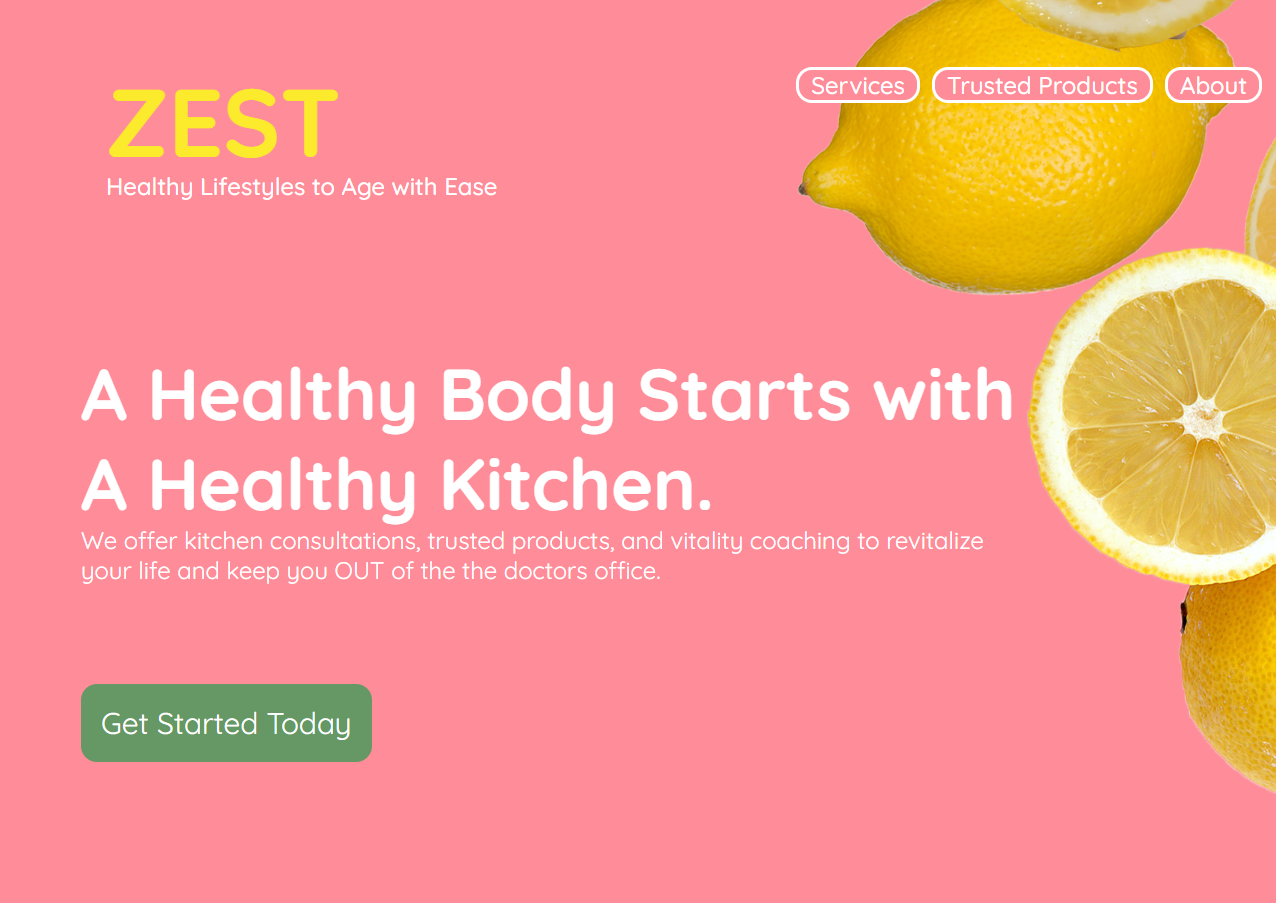 Services Trusted Products About
ZEST
Healthy Lifestyles to Age with Ease
A Healthy Body Starts with
A Healthy Kitchen.
We offer kitchen consultations, trusted products, and vitality coaching to revitalize
your life and keep you OUT of the the doctors office.
Get Started Today